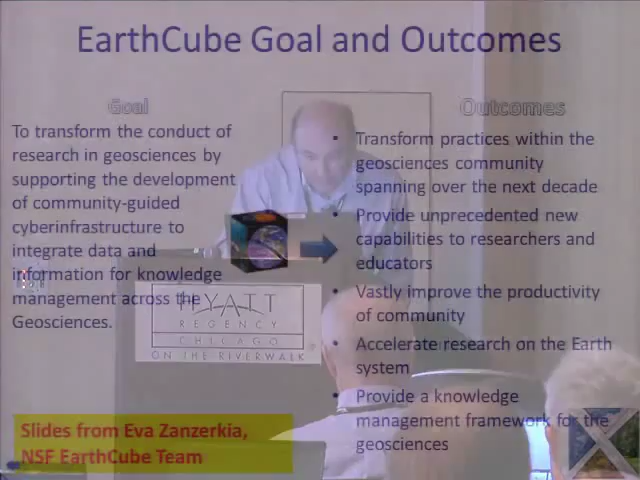 EarthCube Goal and Outcomes
Goal
To transform the conduct of
research in geosciences by
supporting the development
of community-guided
cyberinfrastructure to
integrate data and
information for knowledge
management across the
Geosciences.
Outcomes
• Transform practices within the
geosciences community
spanning over the next decade
• Provide unprecedented new
capabilities to researchers and
educators
• Vastly improve the productivity
of community
• Accelerate research on the Earth
system
• Provide a knowledge
management framework for the
geosciences
HYATT
REGENCY
CHICAGO
ON THE RIVERWALK
Slides from Eva Zanzerkia,
NSF EarthCube Team